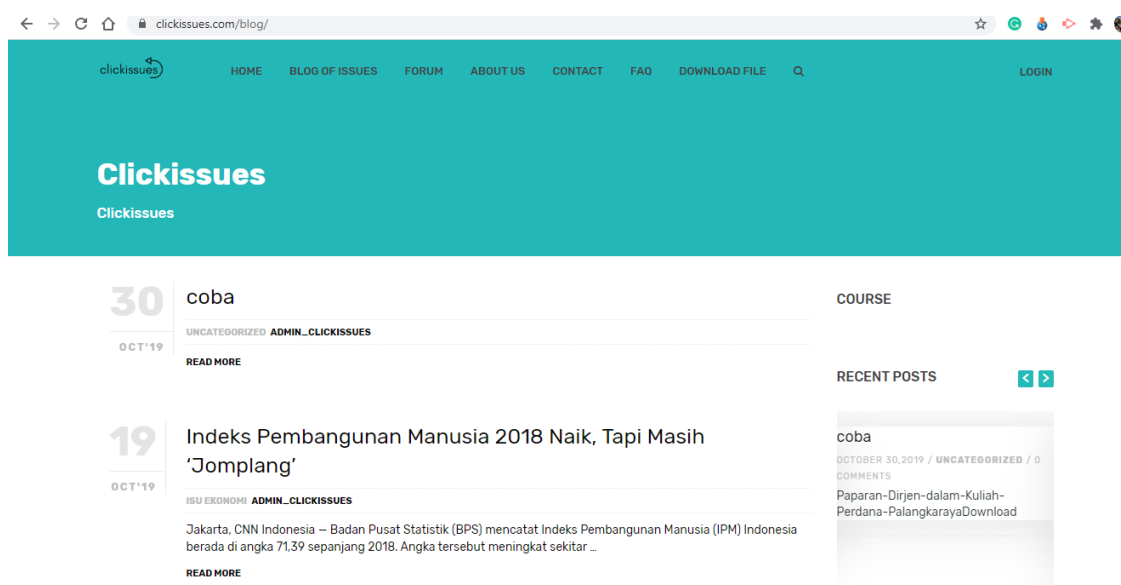 clickissues.com/blog/
clickissues
HOME
BLOG OF ISSUES
FORUM
ABOUT US
CONTACT
FAQ
DOWNLOAD FILE
LOGIN
Clickissues
Clickissues
30
OCT'19
coba
UNCATEGORIZED ADMIN_CLICKISSUES
READ MORE
19
OCT'19
Indeks Pembangunan Manusia 2018 Naik, Tapi Masih
‘Jomplang’
ISU EKONOMI ADMIN_CLICKISSUES
Jakarta, CNN Indonesia — Badan Pusat Statistik (BPS) mencatat Indeks Pembangunan Manusia (IPM) Indonesia
berada di angka 71,39 sepanjang 2018. Angka tersebut meningkat sekitar ...
READ MORE
COURSE
RECENT POSTS
coba
OCTOBER 30,2019 / UNCATEGORIZED / 0
COMMENTS
Paparan-Dirjen-dalam-Kuliah-
Perdana-PalangkarayaDownload